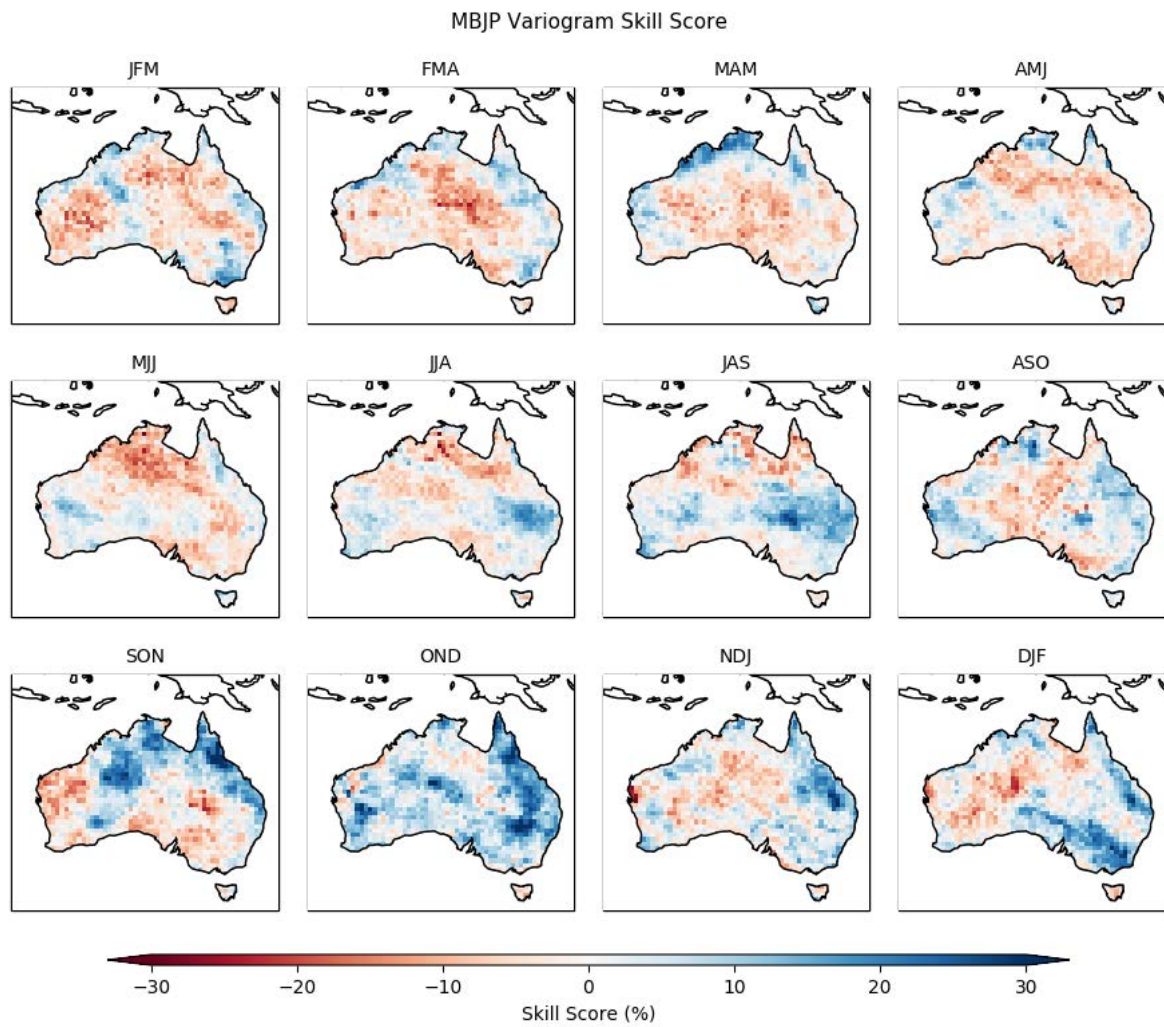 MBJP Variogram Skill Score
JFM FMA MAM AMJ
MJJ JJA JAS ASO
SON OND NDJ DJF
−30 −20 −10 0 10 20 30
Skill Score (%)